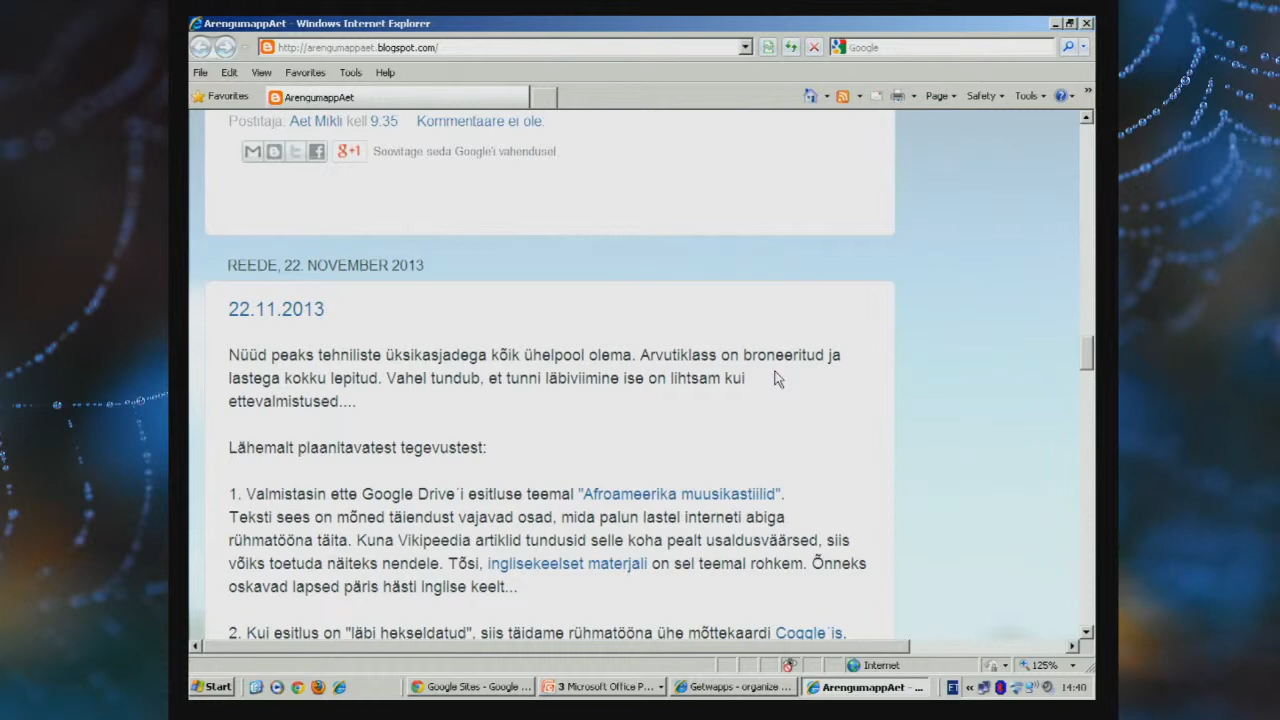 ArengumappAet - Windows Internet Explorer
http://arengumappaet.blogspot.com/
Google
File Edit View Favorites Tools Help
Favorites
ArengumappAet
Page Safety Tools
Postitaja: Aet Mikli kell 9.35 Kommentaare ei ole:
g+1 Soovitage seda Google'i vahendusel
REEDE, 22. NOVEMBER 2013
22.11.2013
Nüüd peaks tehniliste üksikasjadega kõik ühelpool olema. Arvutiklass on broneeritud ja
lastega kokku lepitud. Vahel tundub, et tunni läbiviimine ise on lihtsam kui
ettevalmistused....
Lähemalt plaanitavatest tegevustest:
1. Valmistasin ette Google Drive´i esitluse teemal "Afroameerika muusikastiilid".
Teksti sees on mõned täiendust vajavad osad, mida palun lastel interneti abiga
rühmatööna täita. Kuna Vikipeedia artiklid tundusid selle koha pealt usaldusväärsed, siis
võiks toetuda näiteks nendele. Tõsi, inglisekeelset materjali on sel teemal rohkem. Õnneks
oskavad lapsed päris hästi inglise keelt...
2. Kui esitlus on "läbi hekseldatud", siis täidame rühmatööna ühe mõttekaardi Coggle´is.
Internet
125%
Start
Google Sites - Google ...
3 Microsoft Office P...
Getwapps - organize ...
ArengumappAet - ...
ET
14:40